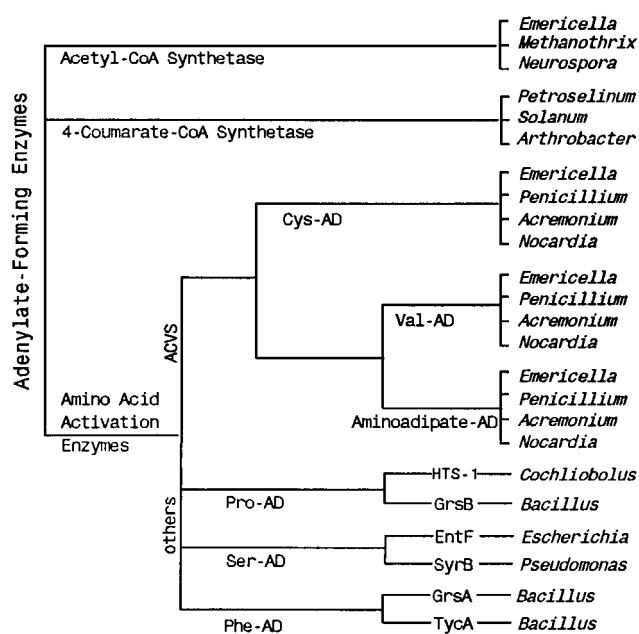 Adenylate-Forming Enzymes
Acetyl-CoA Synthetase
Emericella
Methanothrix
Neurospora
4-Coumarate-CoA Synthetase
Petroselinum
Solanum
Arthrobacter
Amino Acid
Activation
Enzymes
ACVS
Cys-AD
Emericella
Penicillium
Acremonium
Nocardia
Val-AD
Emericella
Penicillium
Acremonium
Nocardia
Aminoadipate-AD
Emericella
Penicillium
Acremonium
Nocardia
others
Pro-AD
HTS-1 Cochliobolus
GrsB Bacillus
Ser-AD
EntF Escherichia
SyrB Pseudomonas
Phe-AD
GrsA Bacillus
TycA Bacillus